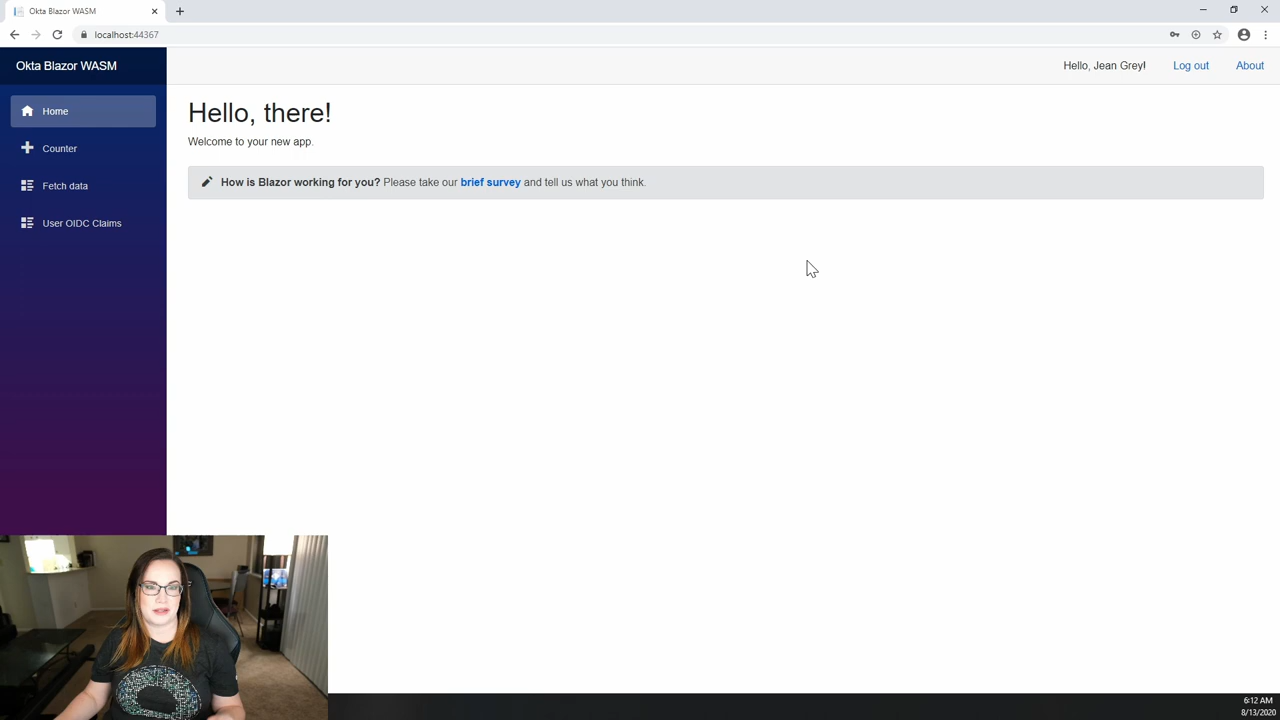 Okta Blazor WASM
localhost:44367
Okta Blazor WASM
Hello, Jean Grey!
Log out
About
Home
Counter
Fetch data
User OIDC Claims
Hello, there!
Welcome to your new app.
How is Blazor working for you? Please take our brief survey and tell us what you think.
6:12 AM
8/13/2020